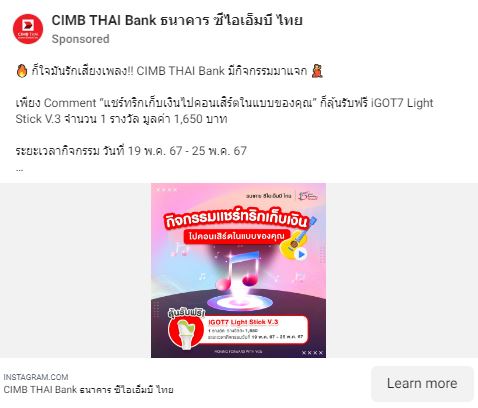 CIMB THAI Bank ธนาคาร ซีไอเอ็มบี ไทย
Sponsored
🔥 ก็ใจมันรักเสียงเพลง!! CIMB THAI Bank มีกิจกรรมมาแจก
เพียง Comment “แชร์ทริกเก็บเงินไปคอนเสิร์ตในแบบของคุณ” ก็ลุ้นรับฟรี iGOT7 Light
Stick V.3 จำนวน 1 รางวัล มูลค่า 1,650 บาท
ระยะเวลากิจกรรม วันที่ 19 พ.ค. 67 - 25 พ.ค. 67
...
ธนาคาร ซีไอเอ็มบี ไทย
กิจกรรมแชร์ทริกเก็บเงิน
ไปคอนเสิร์ตในแบบของคุณ
ลุ้นรับฟรี!
iGOT7 Light Stick V.3
1 รางวัล 1,650
ระยะเวลากิจกรรมวันที่ 19 พ.ค. 67 - 25 พ.ค. 67
MOVING FORWARD WITH YOU
INSTAGRAM.COM
CIMB THAI Bank ธนาคาร ซีไอเอ็มบี ไทย
Learn more